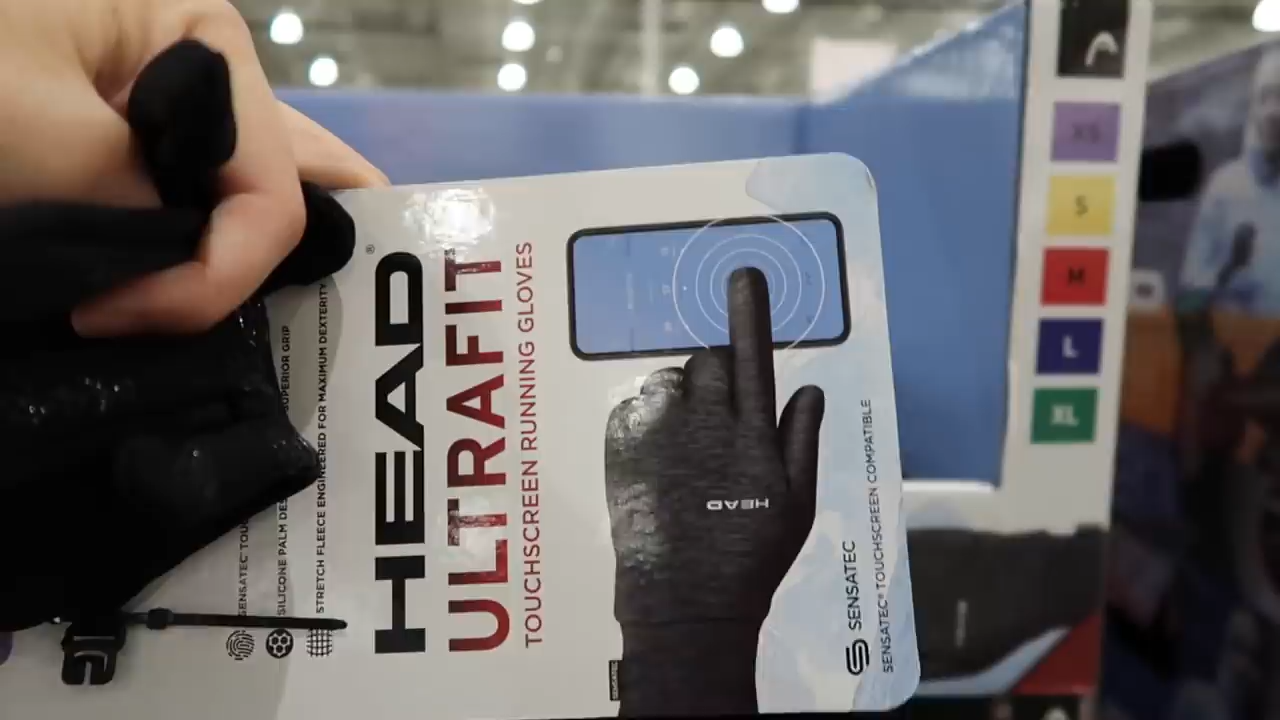 HEAD®
ULTRAFIT
TOUCHSCREEN RUNNING GLOVES
STRETCH FLEECE ENGINEERED FOR MAXIMUM DEXTERITY
SILICONE PALM SUPERIOR GRIP
SENSATEC®
HEAD
SENSATEC
SENSATEC
SENSATEC® TOUCHSCREEN COMPATIBLE
XS
S
M
L
XL